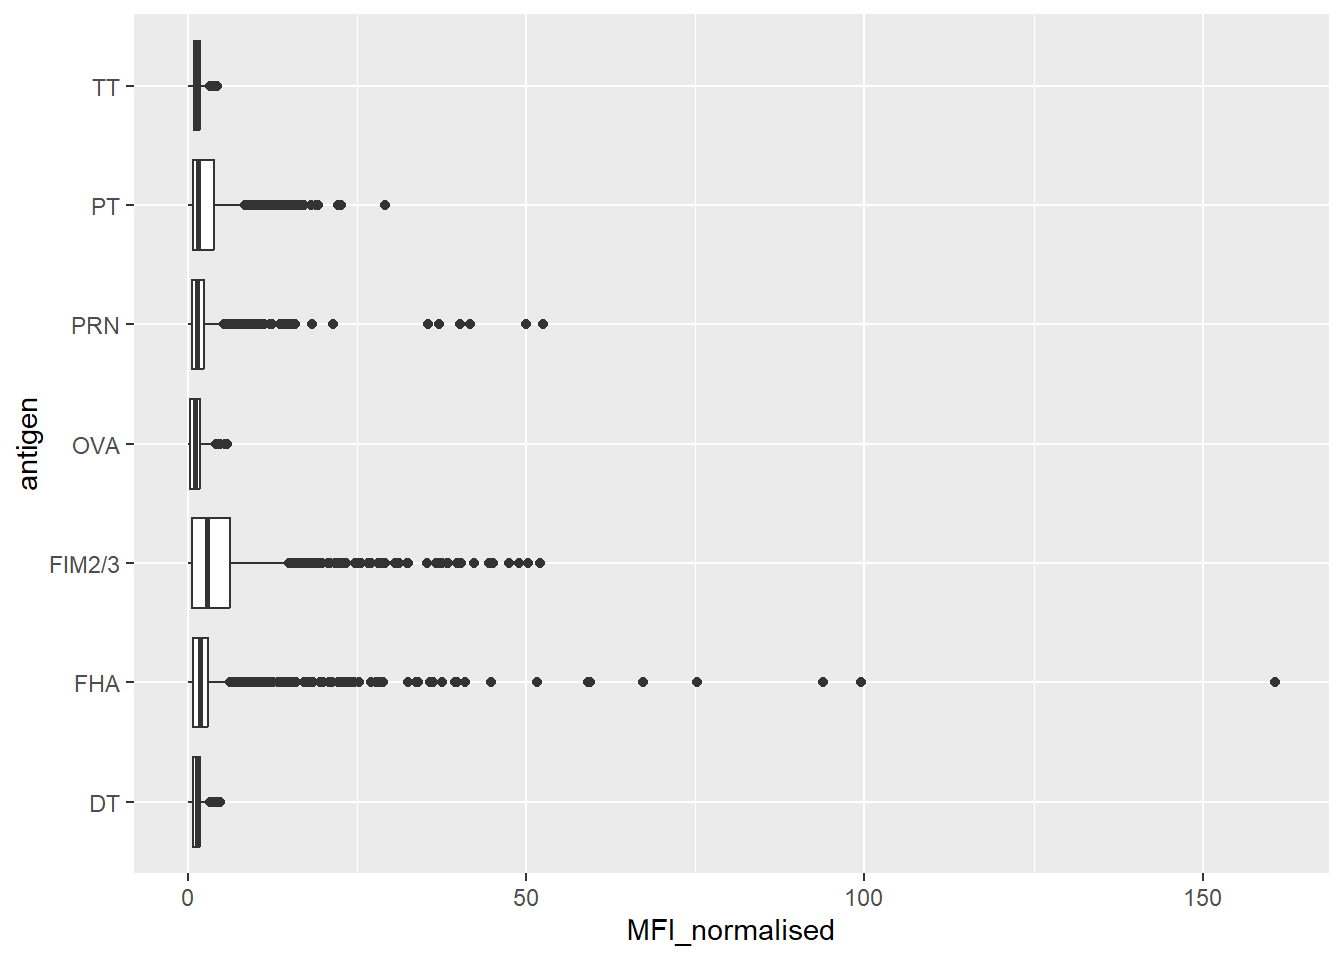 antigen
TT
PT
PRN
OVA
FIM2/3
FHA
DT
0 50 100 150
MFI_normalised